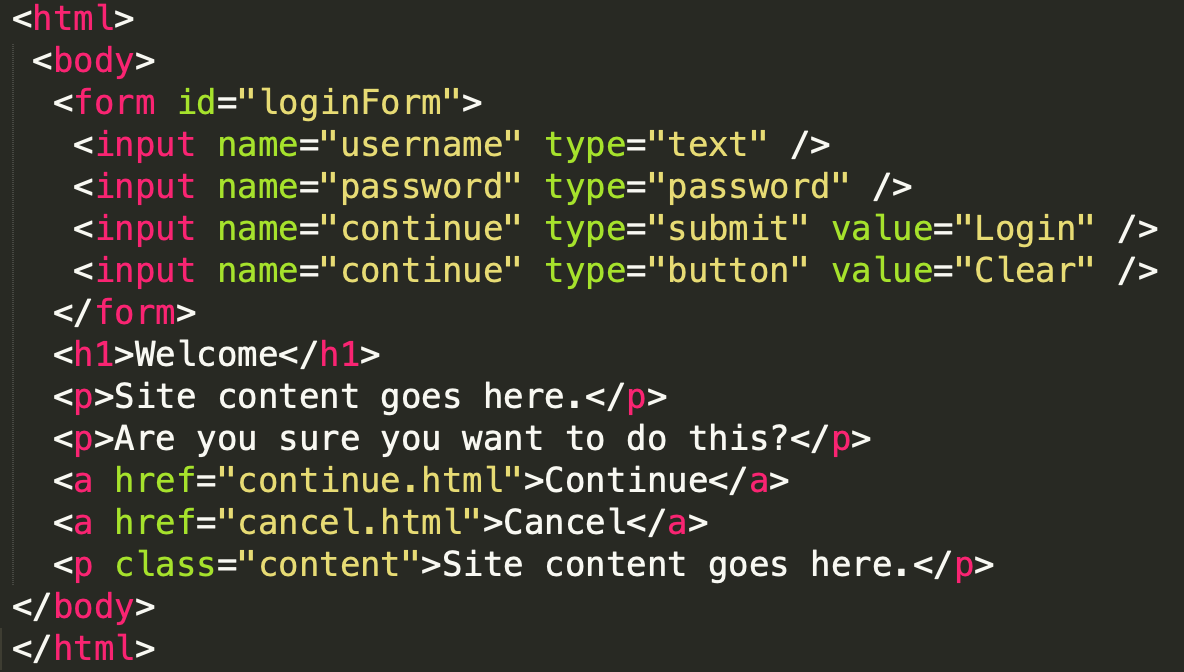 <html>
<body>
<form id="loginForm">
<input name="username" type="text" />
<input name="password" type="password" />
<input name="continue" type="submit" value="Login" />
<input name="continue" type="button" value="Clear" />
</form>
<h1>Welcome</h1>
<p>Site content goes here.</p>
<p>Are you sure you want to do this?</p>
<a href="continue.html">Continue</a>
<a href="cancel.html">Cancel</a>
<p class="content">Site content goes here.</p>
</body>
</html>